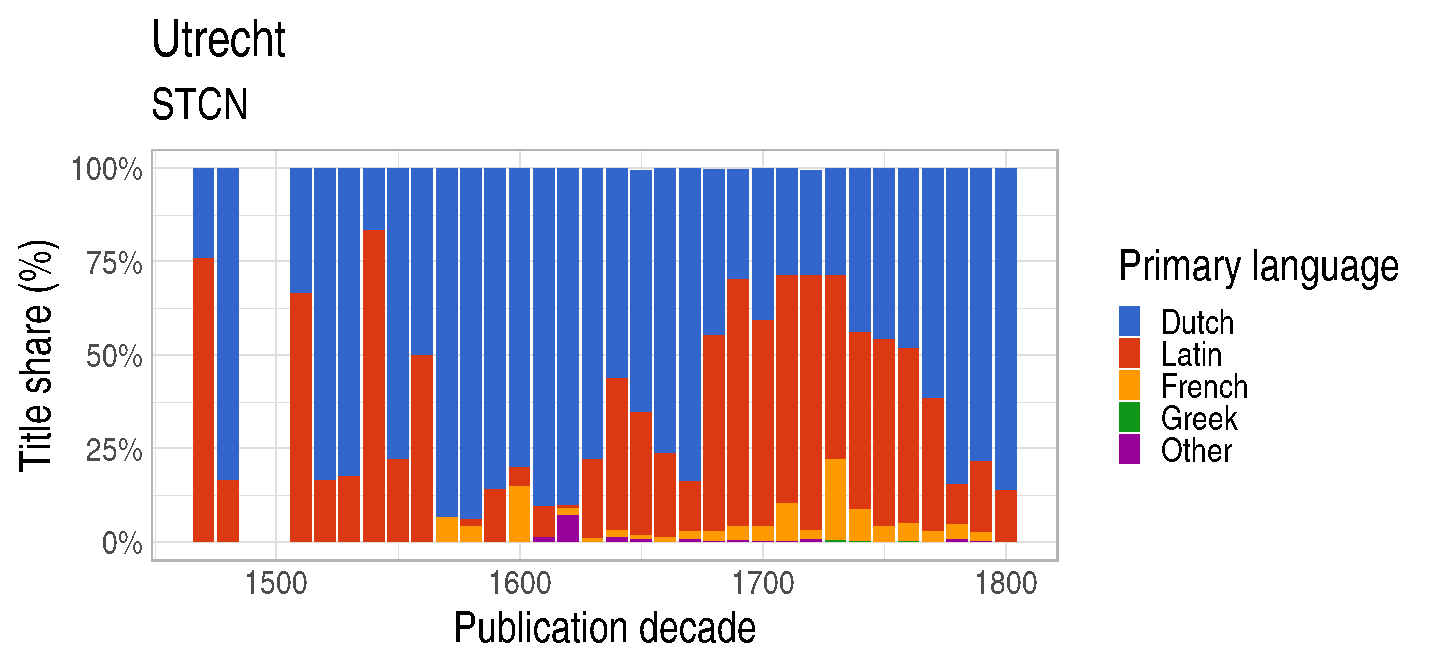 Utrecht
STCN
Title share (%)
100%
75%
50%
25%
0%
1500 1600 1700 1800
Publication decade
Primary language
Dutch
Latin
French
Greek
Other